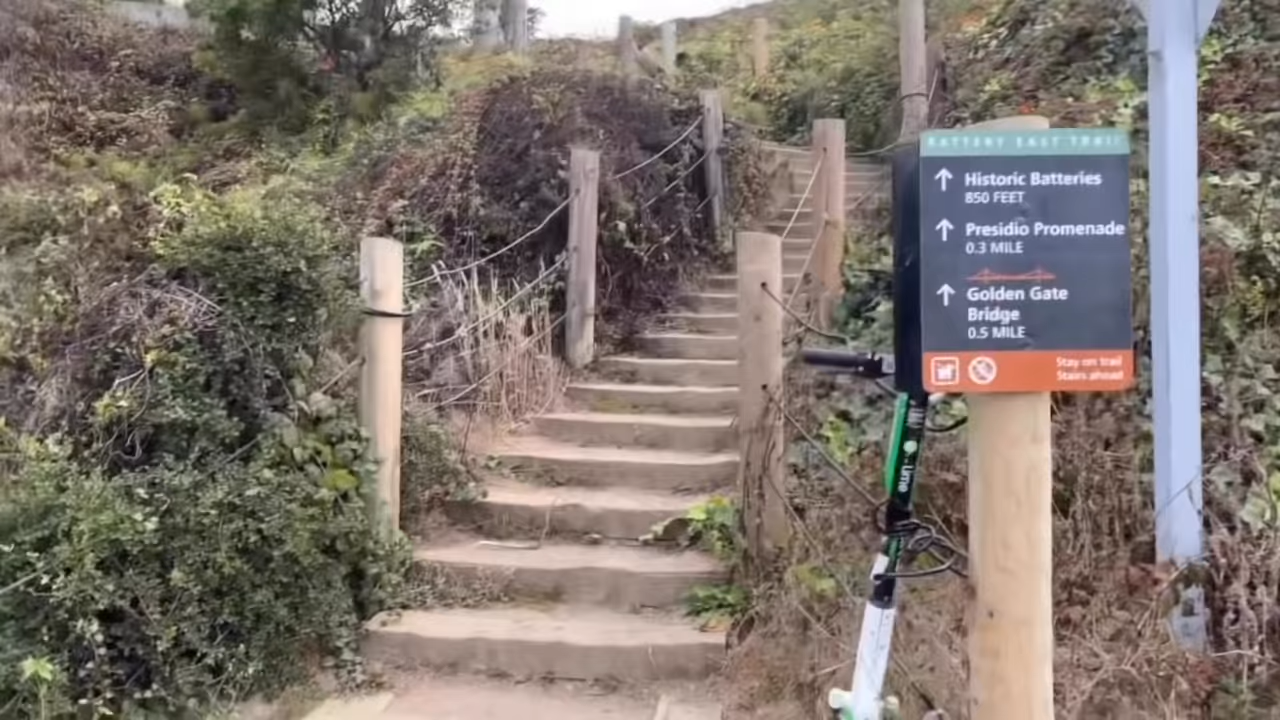 BATTERY EAST TRAIL
Historic Batteries
850 FEET
Presidio Promenade
0.3 MILE
Golden Gate
Bridge
0.5 MILE
Stay on trail
Stairs ahead
Lime